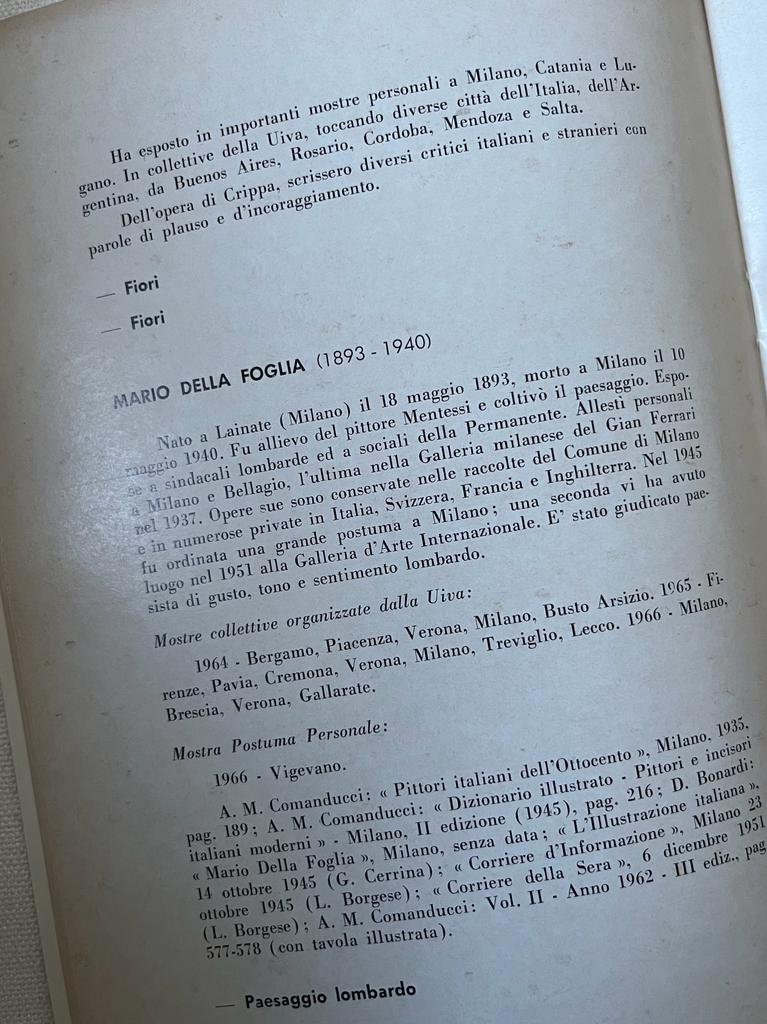 Ha esposto in importanti mostre personali a Milano, Catania e Lu-
gano. In collettive della Uiva, toccando diverse città dell'Italia, dell'Ar-
gentina, da Buenos Aires, Rosario, Cordoba, Mendoza e Salta.
Dell'opera di Crippa, scrissero diversi critici italiani e stranieri con
parole di plauso e d'incoraggiamento.
— Fiori
— Fiori
MARIO DELLA FOGLIA (1893 - 1940)
Nato a Lainate (Milano) il 18 maggio 1893, morto a Milano il 10
maggio 1940. Fu allievo del pittore Mentessi e coltivò il paesaggio. Espo-
se a sindacali lombarde ed a sociali della Permanente. Allestì personali
a Milano e Bellagio, l'ultima nella Galleria milanese del Gian Ferrari
nel 1937. Opere sue sono conservate nelle raccolte del Comune di Milano
e in numerose private in Italia, Svizzera, Francia e Inghilterra. Nel 1945
fu ordinata una grande postuma a Milano; una seconda vi ha avuto
luogo nel 1951 alla Galleria d'Arte Internazionale. E' stato giudicato pae-
sista di gusto, tono e sentimento lombardo.
Mostre collettive organizzate dalla Uiva:
1964 - Bergamo, Piacenza, Verona, Milano, Busto Arsizio. 1965 - Fi-
renze, Pavia, Cremona, Verona, Milano, Treviglio, Lecco. 1966 - Milano,
Brescia, Verona, Gallarate.
Mostra Postuma Personale:
1966 - Vigevano.
A. M. Comanducci: « Pittori italiani dell'Ottocento », Milano. 1935,
pag. 189; A. M. Comanducci: « Dizionario illustrato - Pittori e incisori
italiani moderni » - Milano, II edizione (1945), pag. 216; D. Bonardi:
« Mario Della Foglia », Milano, senza data; « L'Illustrazione italiana »,
14 ottobre 1945 (G. Cerrina); « Corriere d'Informazione », Milano 23
ottobre 1945 (L. Borgese); « Corriere della Sera », 6 dicembre 1951
(L. Borgese); A. M. Comanducci: Vol. II - Anno 1962 - III ediz., pag
577-578 (con tavola illustrata).
— Paesaggio lombardo